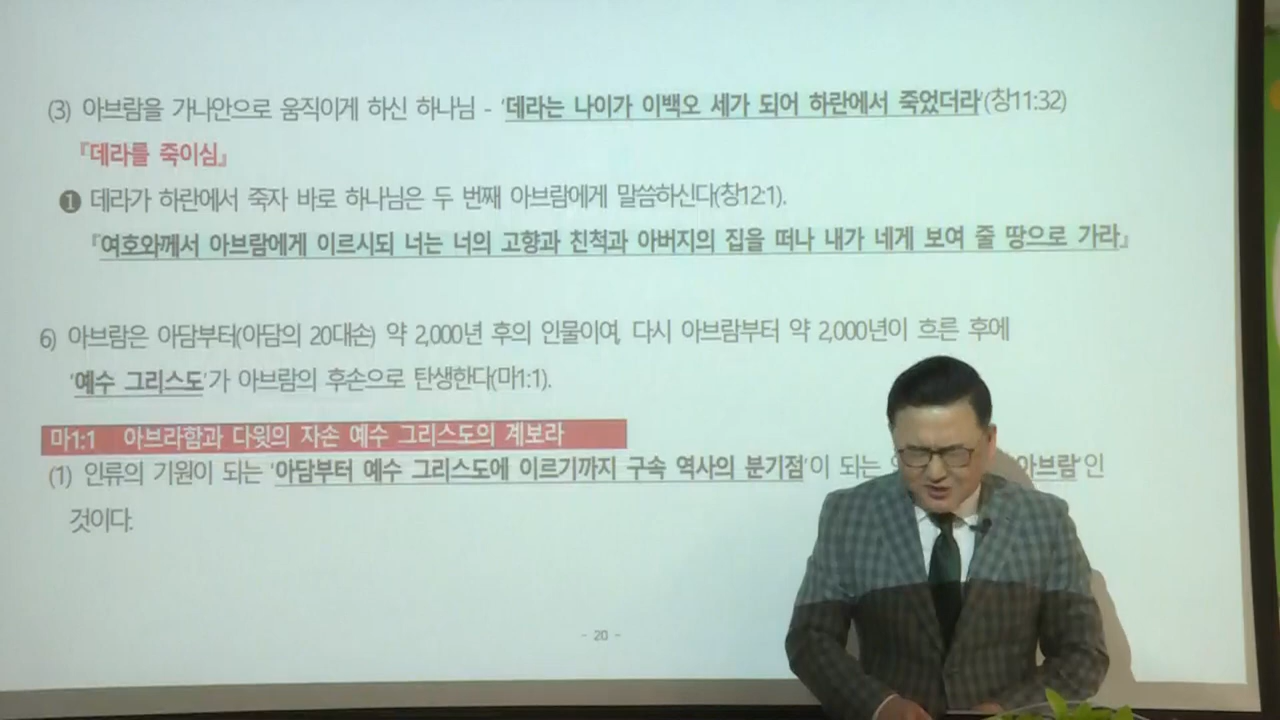 (3) 아브람을 가나안으로 움직이게 하신 하나님 - '데라는 나이가 이백오 세가 되어 하란에서 죽었더라'(창11:32)
『데라를 죽이심』
❶ 데라가 하란에서 죽자 바로 하나님은 두 번째 아브람에게 말씀하신다(창12:1).
『여호와께서 아브람에게 이르시되 너는 너의 고향과 친척과 아버지의 집을 떠나 내가 네게 보여 줄 땅으로 가라』
6) 아브람은 아담부터(아담의 20대손) 약 2,000년 후의 인물이며, 다시 아브람부터 약 2,000년이 흐른 후에
'예수 그리스도'가 아브람의 후손으로 탄생한다(마1:1).
마1:1 아브라함과 다윗의 자손 예수 그리스도의 계보라
(1) 인류의 기원이 되는 '아담부터 예수 그리스도에 이르기까지 구속 역사의 분기점'이 되는 아브람'인
것이다.
- 20 -